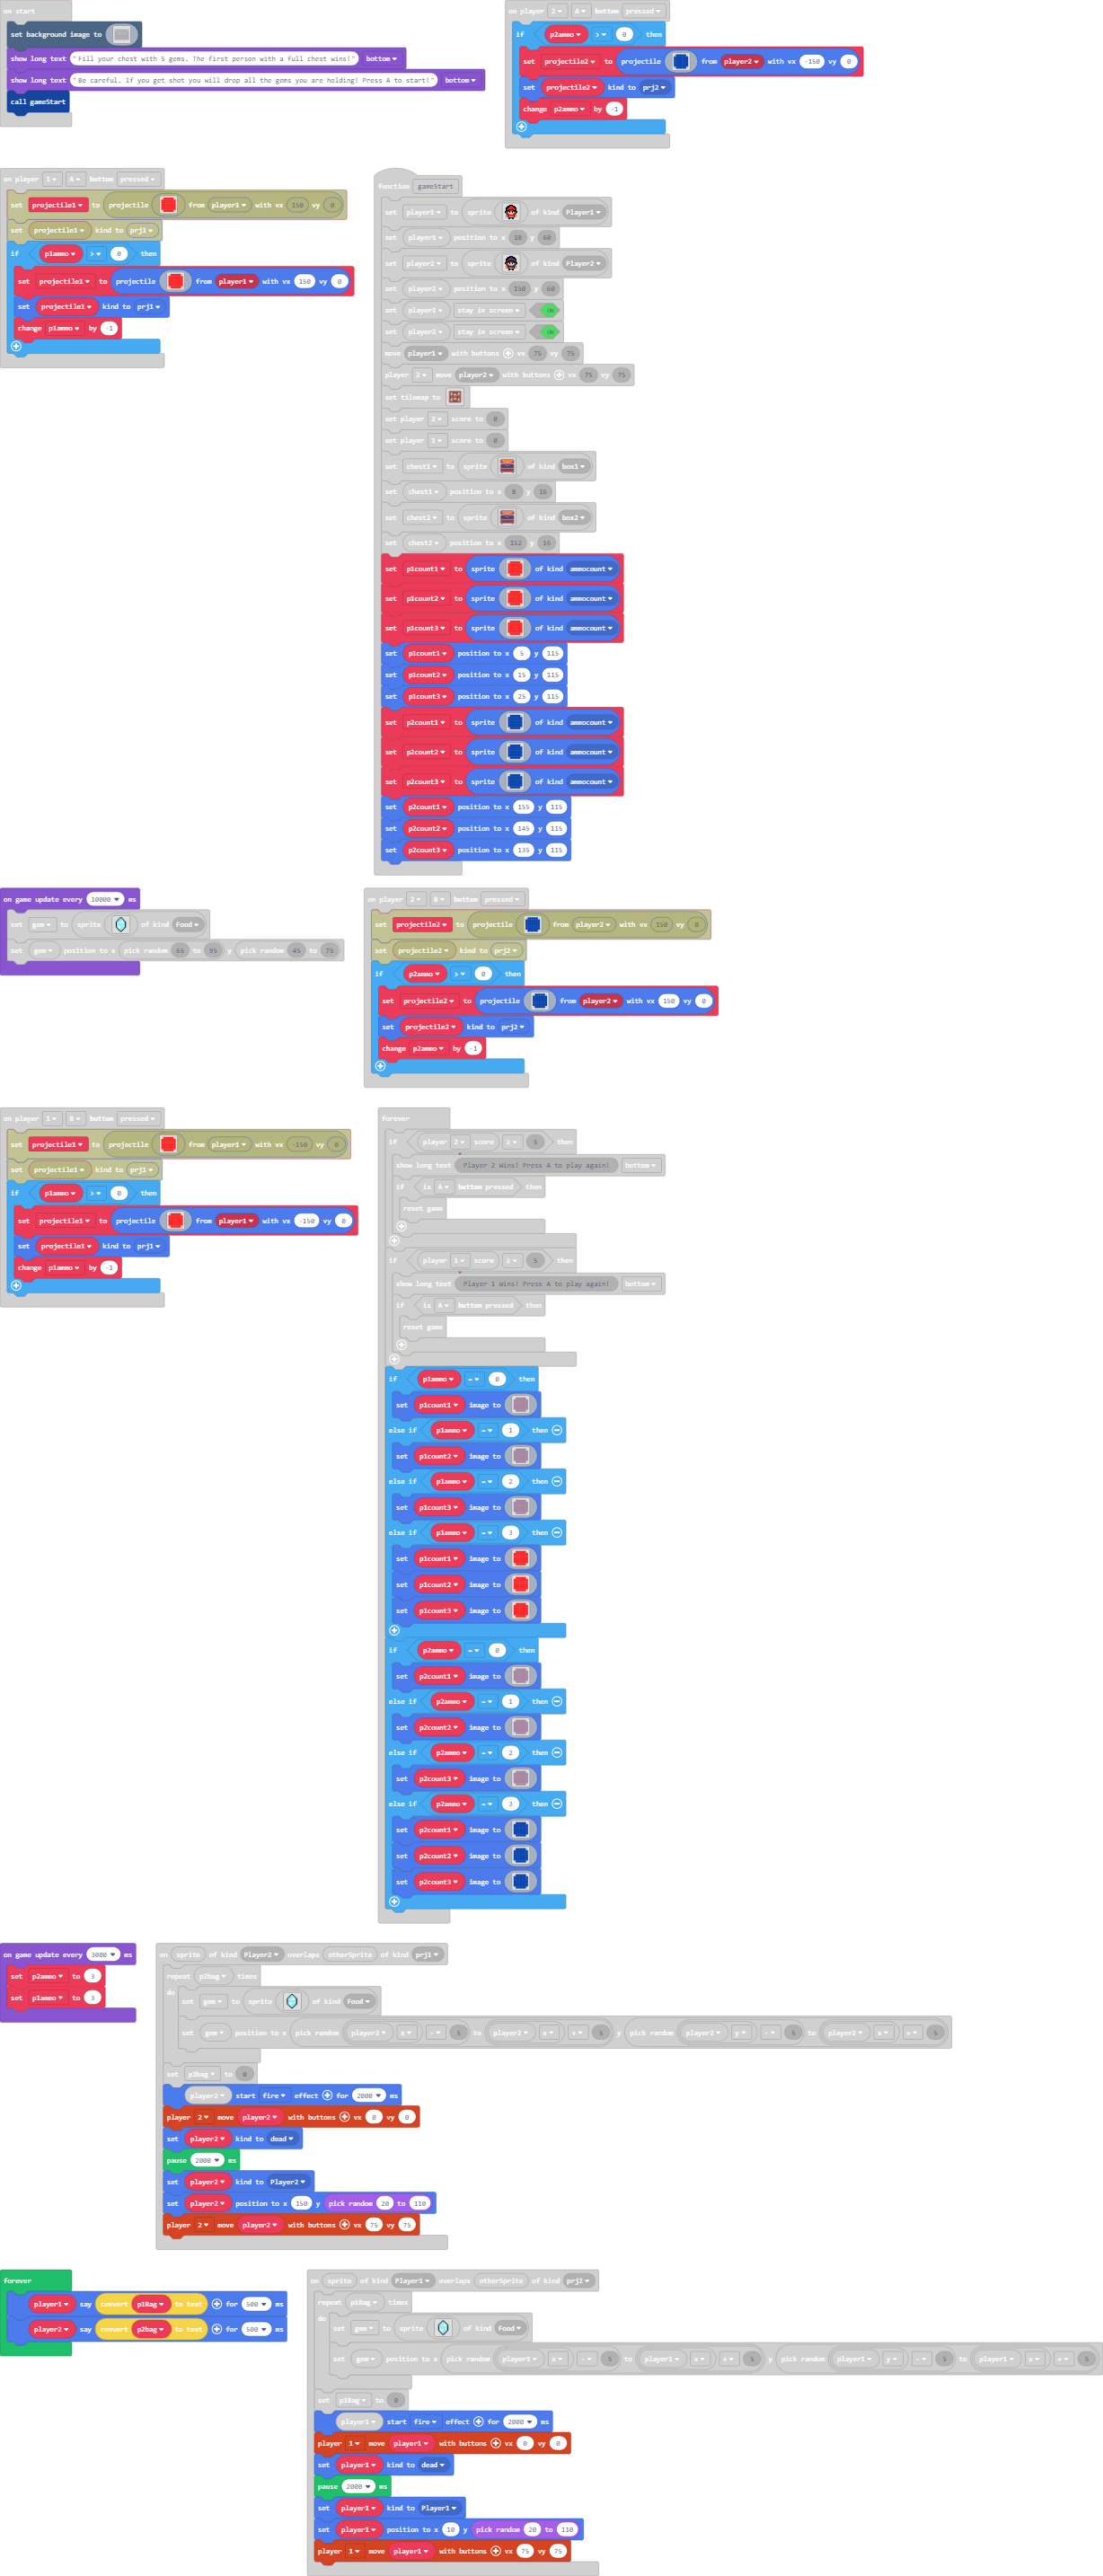 on start
set background image to
show long text "Fill your chest with 5 gems. The first person with a full chest wins!" bottom
show long text "Be careful. If you get shot you will drop all the gems you are holding! Press A to start!" bottom
call gameStart
on player 2 A button pressed
if p2ammo > 0 then
set projectile2 to projectile from player2 with vx -150 vy 0
set projectile2 kind to prj2
change p2ammo by -1
on player 1 A button pressed
set projectile1 to projectile from player1 with vx 150 vy 0
set projectile1 kind to prj1
if p1ammo > 0 then
set projectile1 to projectile from player1 with vx 150 vy 0
set projectile1 kind to prj1
change p1ammo by -1
function gameStart
set player1 to sprite of kind Player1
set player1 position to x 10 y 60
set player2 to sprite of kind Player2
set player2 position to x 150 y 60
set player1 stay in screen ON
set player2 stay in screen ON
move player1 with buttons vx 75 vy 75
player 2 move player2 with buttons vx 75 vy 75
set tilemap to
set player 2 score to 0
set player 1 score to 0
set chest1 to sprite of kind box1
set chest1 position to x 8 y 16
set chest2 to sprite of kind box2
set chest2 position to x 152 y 16
set p1count1 to sprite of kind ammocount
set p1count2 to sprite of kind ammocount
set p1count3 to sprite of kind ammocount
set p1count1 position to x 5 y 115
set p1count2 position to x 15 y 115
set p1count3 position to x 25 y 115
set p2count1 to sprite of kind ammocount
set p2count2 to sprite of kind ammocount
set p2count3 to sprite of kind ammocount
set p2count1 position to x 155 y 115
set p2count2 position to x 145 y 115
set p2count3 position to x 135 y 115
on game update every 10000 ms
set gem to sprite of kind Food
set gem position to x pick random 65 to 95 y pick random 45 to 75
on player 2 B button pressed
set projectile2 to projectile from player2 with vx 150 vy 0
set projectile2 kind to prj2
if p2ammo > 0 then
set projectile2 to projectile from player2 with vx 150 vy 0
set projectile2 kind to prj2
change p2ammo by -1
on player 1 B button pressed
set projectile1 to projectile from player1 with vx -150 vy 0
set projectile1 kind to prj1
if p1ammo > 0 then
set projectile1 to projectile from player1 with vx -150 vy 0
set projectile1 kind to prj1
change p1ammo by -1
forever
if player 2 score ≥ 5 then
show long text Player 2 Wins! Press A to play again! bottom
if is A button pressed then
reset game
if player 1 score ≥ 5 then
show long text Player 1 Wins! Press A to play again! bottom
if is A button pressed then
reset game
if p1ammo = 0 then
set p1count1 image to
else if p1ammo = 1 then
set p1count2 image to
else if p1ammo = 2 then
set p1count3 image to
else if p1ammo = 3 then
set p1count1 image to
set p1count2 image to
set p1count3 image to
if p2ammo = 0 then
set p2count1 image to
else if p2ammo = 1 then
set p2count2 image to
else if p2ammo = 2 then
set p2count3 image to
else if p2ammo = 3 then
set p2count1 image to
set p2count2 image to
set p2count3 image to
on game update every 3000 ms
set p2ammo to 3
set p1ammo to 3
on sprite of kind Player2 overlaps otherSprite of kind prj1
repeat p2bag times
do
set gem to sprite of kind Food
set gem position to x pick random player2 x - 5 to player2 x + 5 y pick random player2 y - 5 to player2 x + 5
set p2bag to 0
player2 start fire effect for 2000 ms
player 2 move player2 with buttons vx 0 vy 0
set player2 kind to dead
pause 2000 ms
set player2 kind to Player2
set player2 position to x 150 y pick random 20 to 110
player 2 move player2 with buttons vx 75 vy 75
forever
player1 say convert p1Bag to text for 500 ms
player2 say convert p2bag to text for 500 ms
on sprite of kind Player1 overlaps otherSprite of kind prj2
repeat p1Bag times
do
set gem to sprite of kind Food
set gem position to x pick random player1 x - 5 to player1 x + 5 y pick random player1 y - 5 to player1 x + 5
set p1Bag to 0
player1 start fire effect for 2000 ms
player 1 move player1 with buttons vx 0 vy 0
set player1 kind to dead
pause 2000 ms
set player1 kind to Player1
set player1 position to x 10 y pick random 20 to 110
player 1 move player1 with buttons vx 75 vy 75